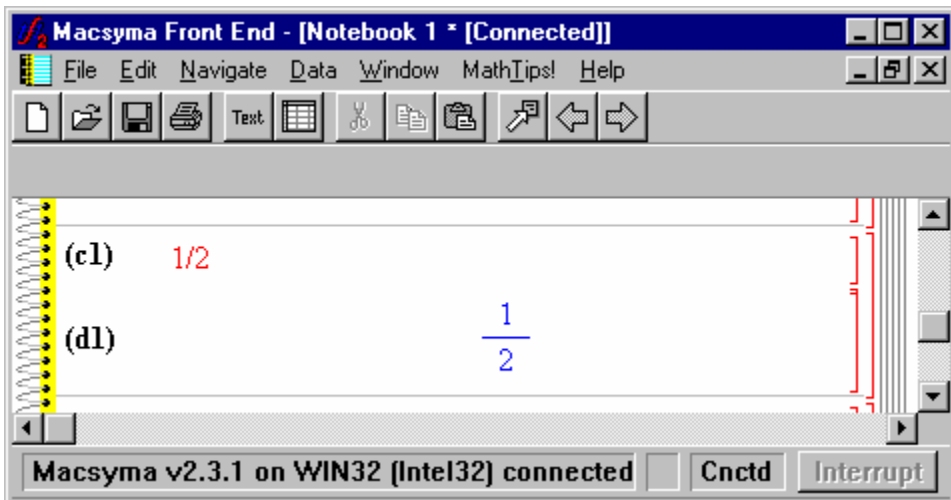 Macsyma Front End - [Notebook 1 * [Connected]]
File Edit Navigate Data Window MathTips! Help
Text
(c1) 1/2
(d1)
1
2
Macsyma v2.3.1 on WIN32 (Intel32) connected Cnctd Interrupt